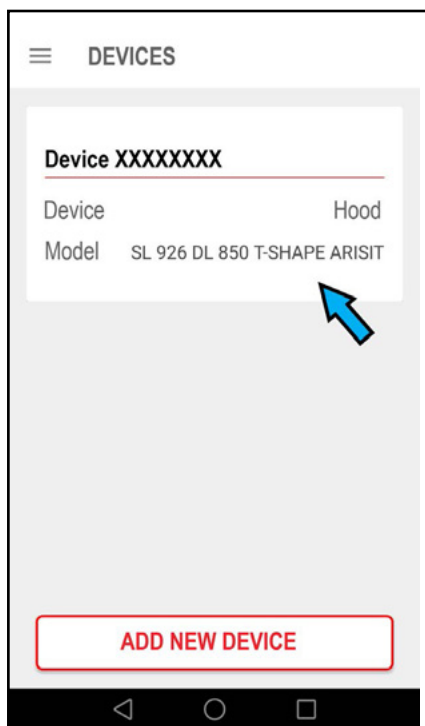 DEVICES
Device XXXXXXXX
Device Hood
Model SL 926 DL 850 T-SHAPE ARISIT
ADD NEW DEVICE